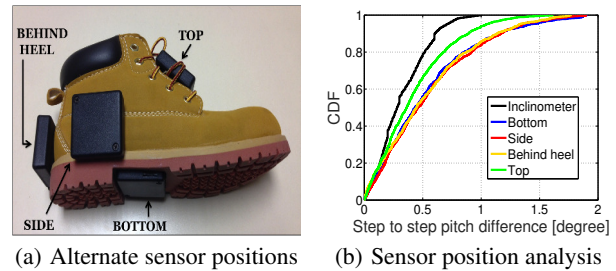 BEHIND
HEEL
TOP
SIDE
BOTTOM
(a) Alternate sensor positions
1
0.8
0.6
0.4
0.2
0
CDF
Inclinometer
Bottom
Side
Behind heel
Top
0 0.5 1 1.5 2
Step to step pitch difference [degree]
(b) Sensor position analysis